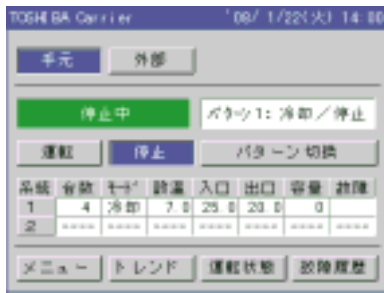 TOSHIBA Carrier '08/ 1/22(火) 14:00
手元 外部
停止中 パターン1: 冷却／停止
運転 停止 パターン切換
系統 台数 モード 設温 入口 出口 容量 故障
1 4 冷却 7.0 25.0 20.0 0
2 ---- ---- ---- ---- ---- ---- ----
メニュー トレンド 運転状態 故障履歴